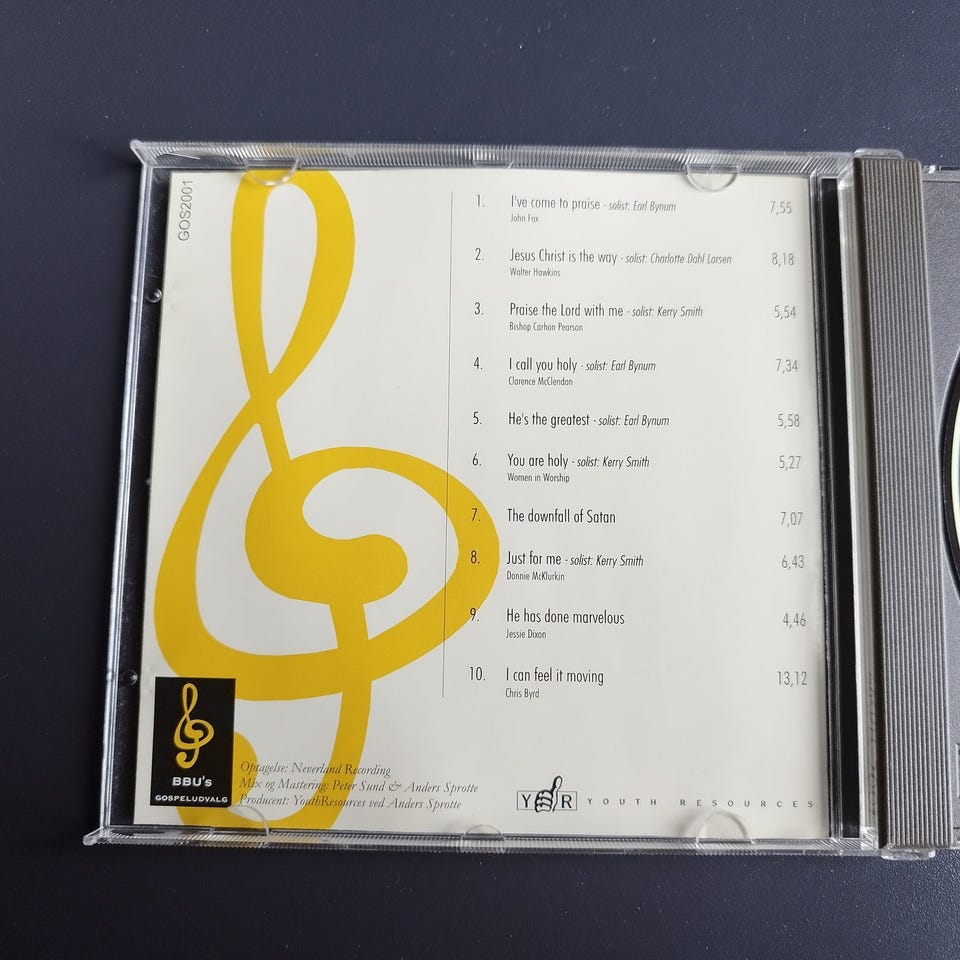 GOS2001
1. I've come to praise - solist: Earl Bynum 7,55
John Fox
2. Jesus Christ is the way - solist: Charlotte Dahl Larsen 8,18
Walter Hawkins
3. Praise the Lord with me - solist: Kerry Smith 5,54
Bishop Carhon Pearson
4. I call you holy - solist: Earl Bynum 7,34
Clarence McClendon
5. He's the greatest - solist: Earl Bynum 5,58
6. You are holy - solist: Kerry Smith 5,27
Women in Worship
7. The downfall of Satan 7,07
8. Just for me - solist: Kerry Smith 6,43
Donnie McKlurkin
9. He has done marvelous 4,46
Jessie Dixon
10. I can feel it moving 13,12
Chris Byrd
BBU's
GOSPELUDVALG
Optagelse: Neverland Recording
Mix og Mastering: Peter Sund & Anders Sprotte
Producent: YouthResources ved Anders Sprotte
Y R YOUTH RESOURCES